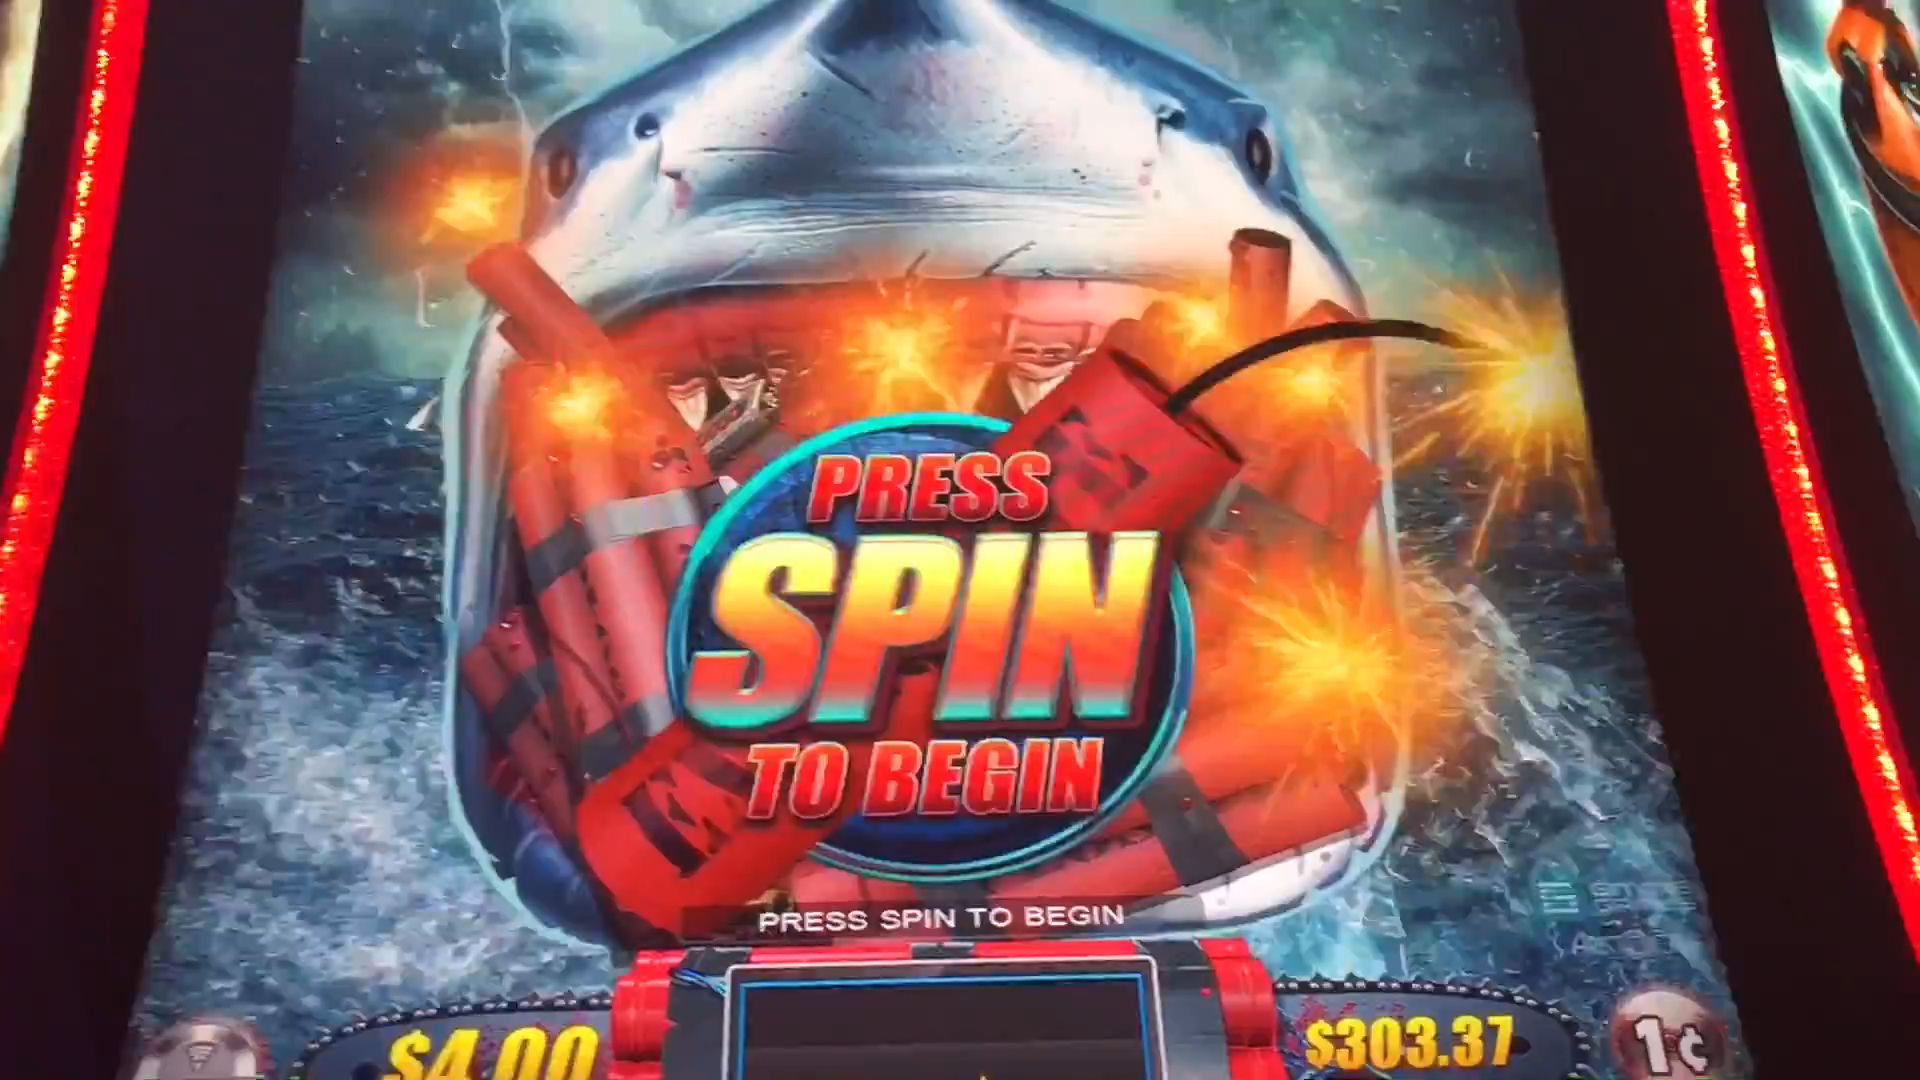 PRESS
SPIN
TO BEGIN
PRESS SPIN TO BEGIN
$4.00
$303.37
1¢